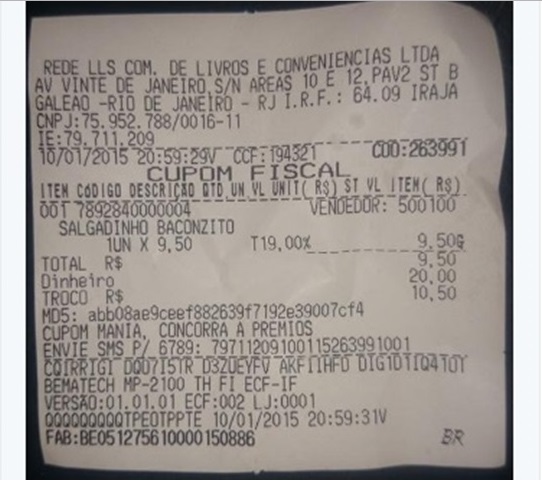 REDE LLS COM. DE LIVROS E CONVENIENCIAS LTDA
AV VINTE DE JANEIRO,S/N AREAS 10 E 12,PAV2 ST B
GALEAO -RIO DE JANEIRO - RJ I.R.F.: 64.09 IRAJA
CNPJ:75.952.788/0016-11
IE:79.711.209
10/01/2015 20:59:29V CCF:194321 COO:263991
CUPOM FISCAL
ITEM CÓDIGO DESCRIÇÃO QTD.UN.VL UNIT( R$) ST VL ITEM( R$)
001 7892840000004 VENDEDOR: 500100
SALGADINHO BACONZITO
1UN X 9,50 T19,00% 9,50G
TOTAL R$ 9,50
Dinheiro 20,00
TROCO R$ 10,50
MD5: abb08ae9ceef882639f7192e39007cf4
CUPOM MANIA, CONCORRA A PREMIOS
ENVIE SMS P/ 6789: 79711209100115263991001
BEMATECH MP-2100 TH FI ECF-IF
VERSÃO:01.01.01 ECF:002 LJ:0001
QQQQQQQQQTPEOTPPTE 10/01/2015 20:59:31V
FAB:BE051275610000150886 BR